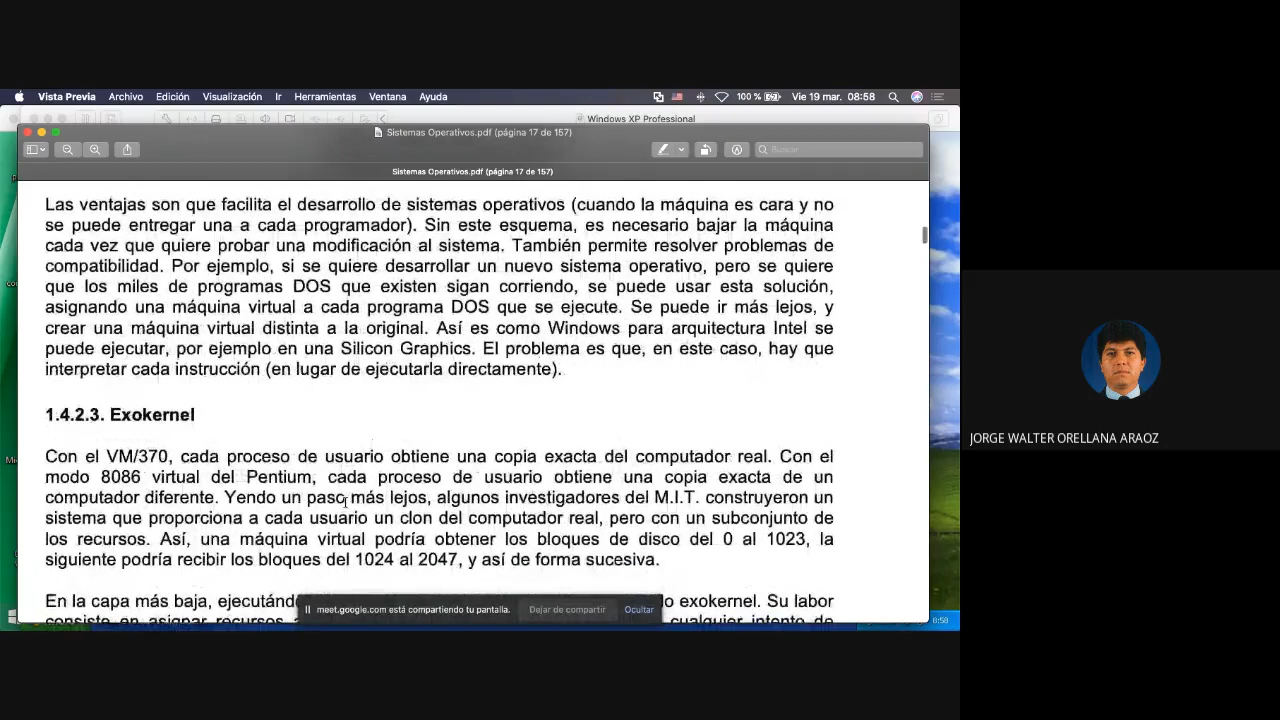 Vista Previa Archivo Edición Visualización Ir Herramientas Ventana Ayuda 100 % Vie 19 mar. 08:58
Windows XP Professional
Sistemas Operativos.pdf (página 17 de 157)
Buscar
Sistemas Operativos.pdf (página 17 de 157)
Las ventajas son que facilita el desarrollo de sistemas operativos (cuando la máquina es cara y no
se puede entregar una a cada programador). Sin este esquema, es necesario bajar la máquina
cada vez que quiere probar una modificación al sistema. También permite resolver problemas de
compatibilidad. Por ejemplo, si se quiere desarrollar un nuevo sistema operativo, pero se quiere
que los miles de programas DOS que existen sigan corriendo, se puede usar esta solución,
asignando una máquina virtual a cada programa DOS que se ejecute. Se puede ir más lejos, y
crear una máquina virtual distinta a la original. Así es como Windows para arquitectura Intel se
puede ejecutar, por ejemplo en una Silicon Graphics. El problema es que, en este caso, hay que
interpretar cada instrucción (en lugar de ejecutarla directamente).
1.4.2.3. Exokernel
Con el VM/370, cada proceso de usuario obtiene una copia exacta del computador real. Con el
modo 8086 virtual del Pentium, cada proceso de usuario obtiene una copia exacta de un
computador diferente. Yendo un paso más lejos, algunos investigadores del M.I.T. construyeron un
sistema que proporciona a cada usuario un clon del computador real, pero con un subconjunto de
los recursos. Así, una máquina virtual podría obtener los bloques de disco del 0 al 1023, la
siguiente podría recibir los bloques del 1024 al 2047, y así de forma sucesiva.
En la capa más baja, ejecutándo exokernel. Su labor
consiste en asignar recursos cualquier intento de
meet.google.com está compartiendo tu pantalla. Dejar de compartir Ocultar
8:58
JORGE WALTER ORELLANA ARAOZ